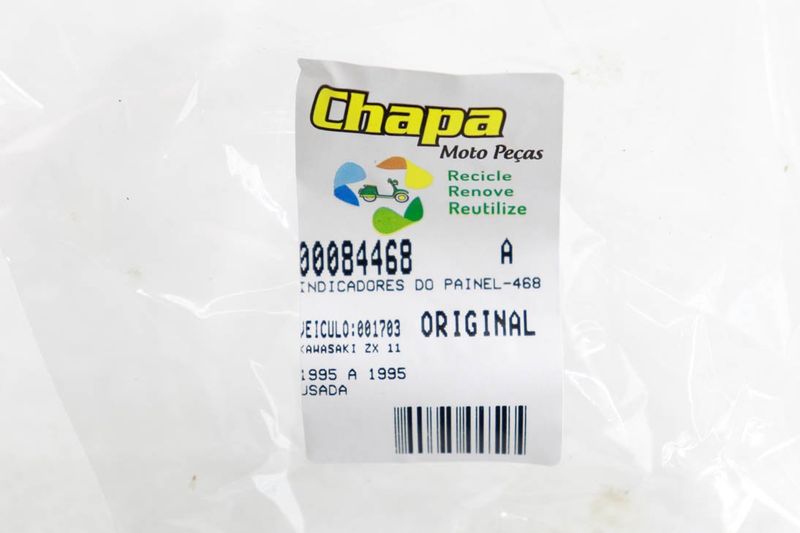 Chapa
Moto Peças
Recicle
Renove
Reutilize
00084468 A
INDICADORES DO PAINEL-468
VEICULO:001703 ORIGINAL
KAWASAKI ZX 11
1995 A 1995
USADA